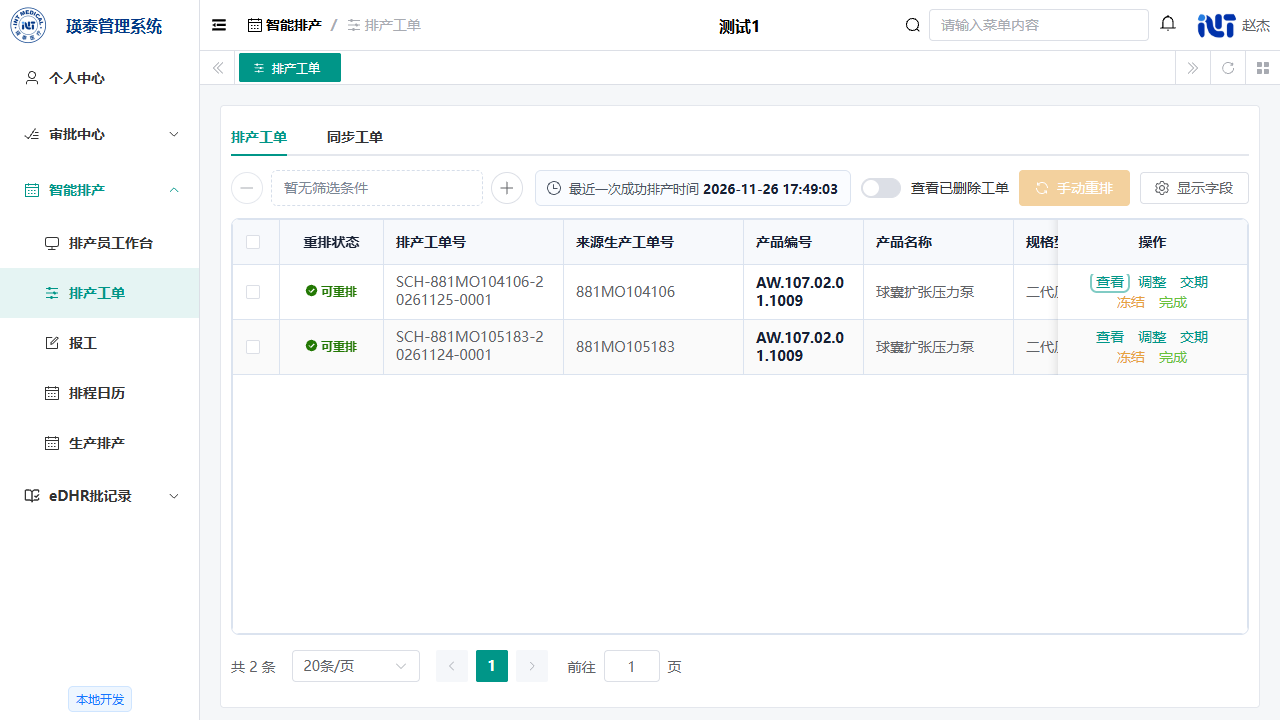 瑛泰管理系统
智能排产 / 排产工单
测试1
请输入菜单内容
赵杰
个人中心
审批中心
智能排产
排产员工作台
排产工单
报工
排程日历
生产排产
eDHR批记录
本地开发
排产工单
排产工单 同步工单
暂无筛选条件
最近一次成功排产时间 2026-11-26 17:49:03
查看已删除工单
手动重排
显示字段
重排状态 排产工单号 来源生产工单号 产品编号 产品名称 规格 操作
可重排 SCH-881MO104106-2 881MO104106 AW.107.02.0 球囊扩张压力泵 二代 查看 调整 交期
0261125-0001 1.1009 冻结 完成
可重排 SCH-881MO105183-2 881MO105183 AW.107.02.0 球囊扩张压力泵 二代 查看 调整 交期
0261124-0001 1.1009 冻结 完成
共 2 条 20条/页 1 前往 1 页